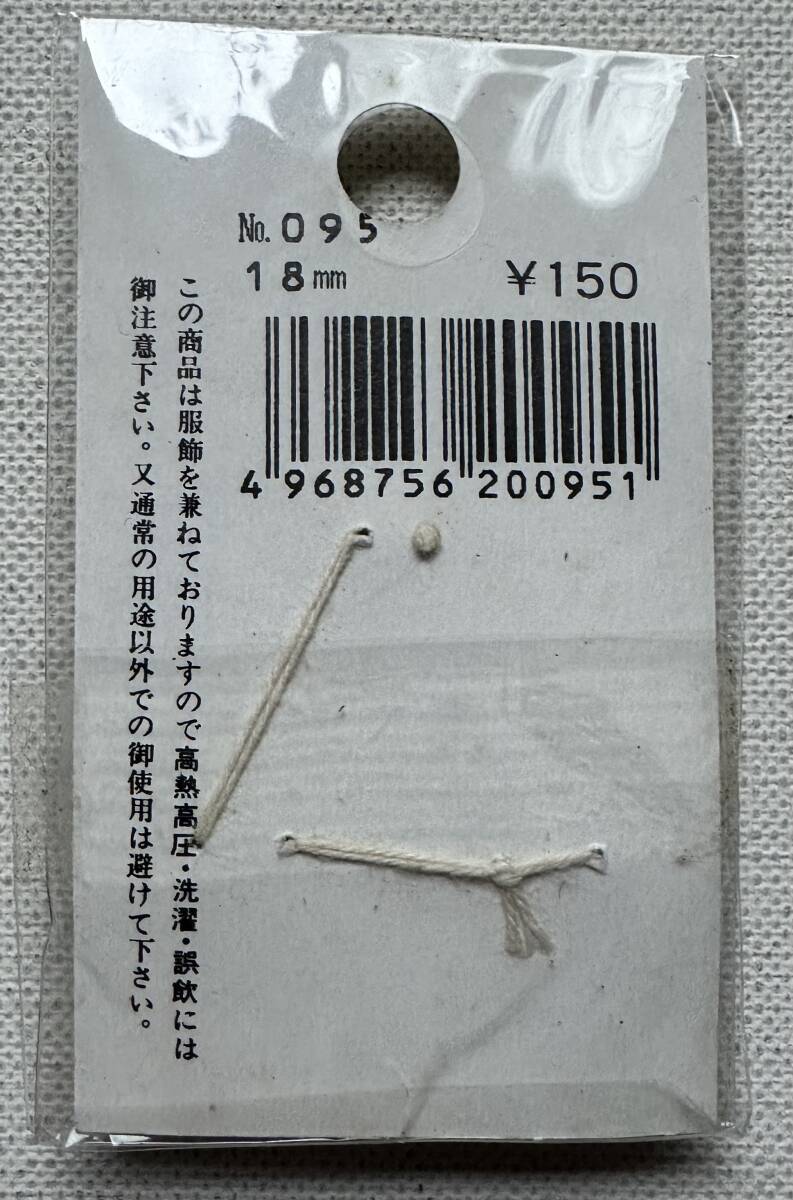 No. 095
18mm ¥150
4 968756 200951
この商品は服飾を兼ねておりますので高熱高圧・洗濯・誤飲には
御注意下さい。又通常の用途以外での御使用は避けて下さい。